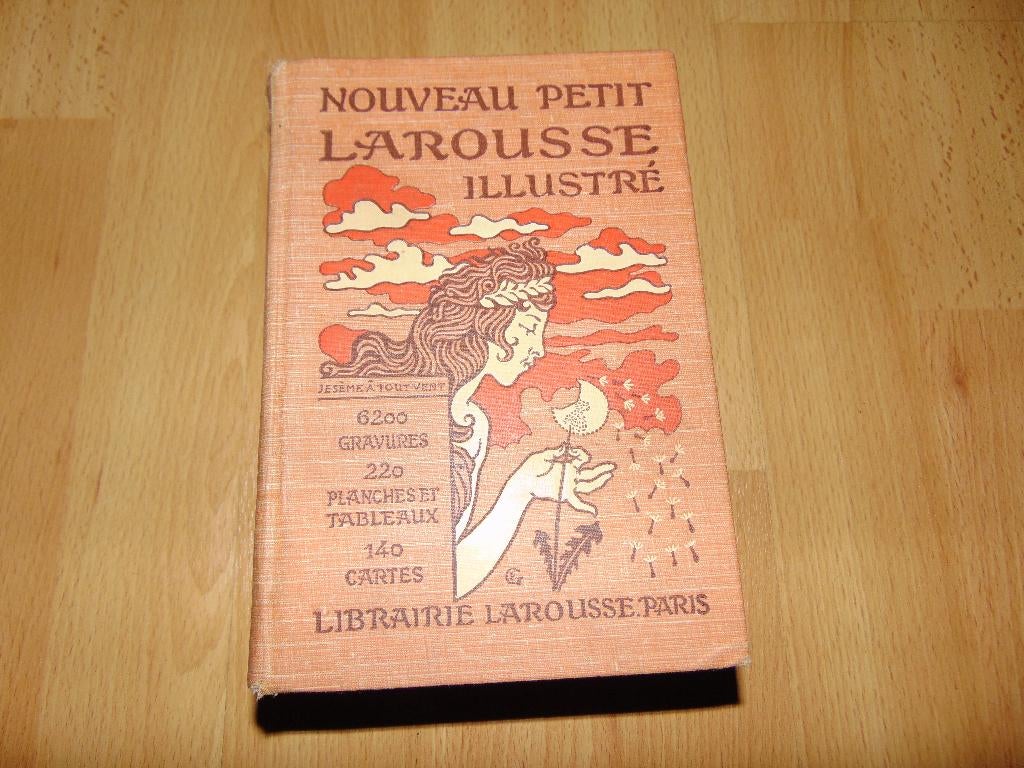 NOUVEAU PETIT
LAROUSSE
ILLUSTRÉ
JE SÈME À TOUT VENT
6200
GRAVURES
220
PLANCHES ET
TABLEAUX
140
CARTES
LIBRAIRIE LAROUSSE.PARIS